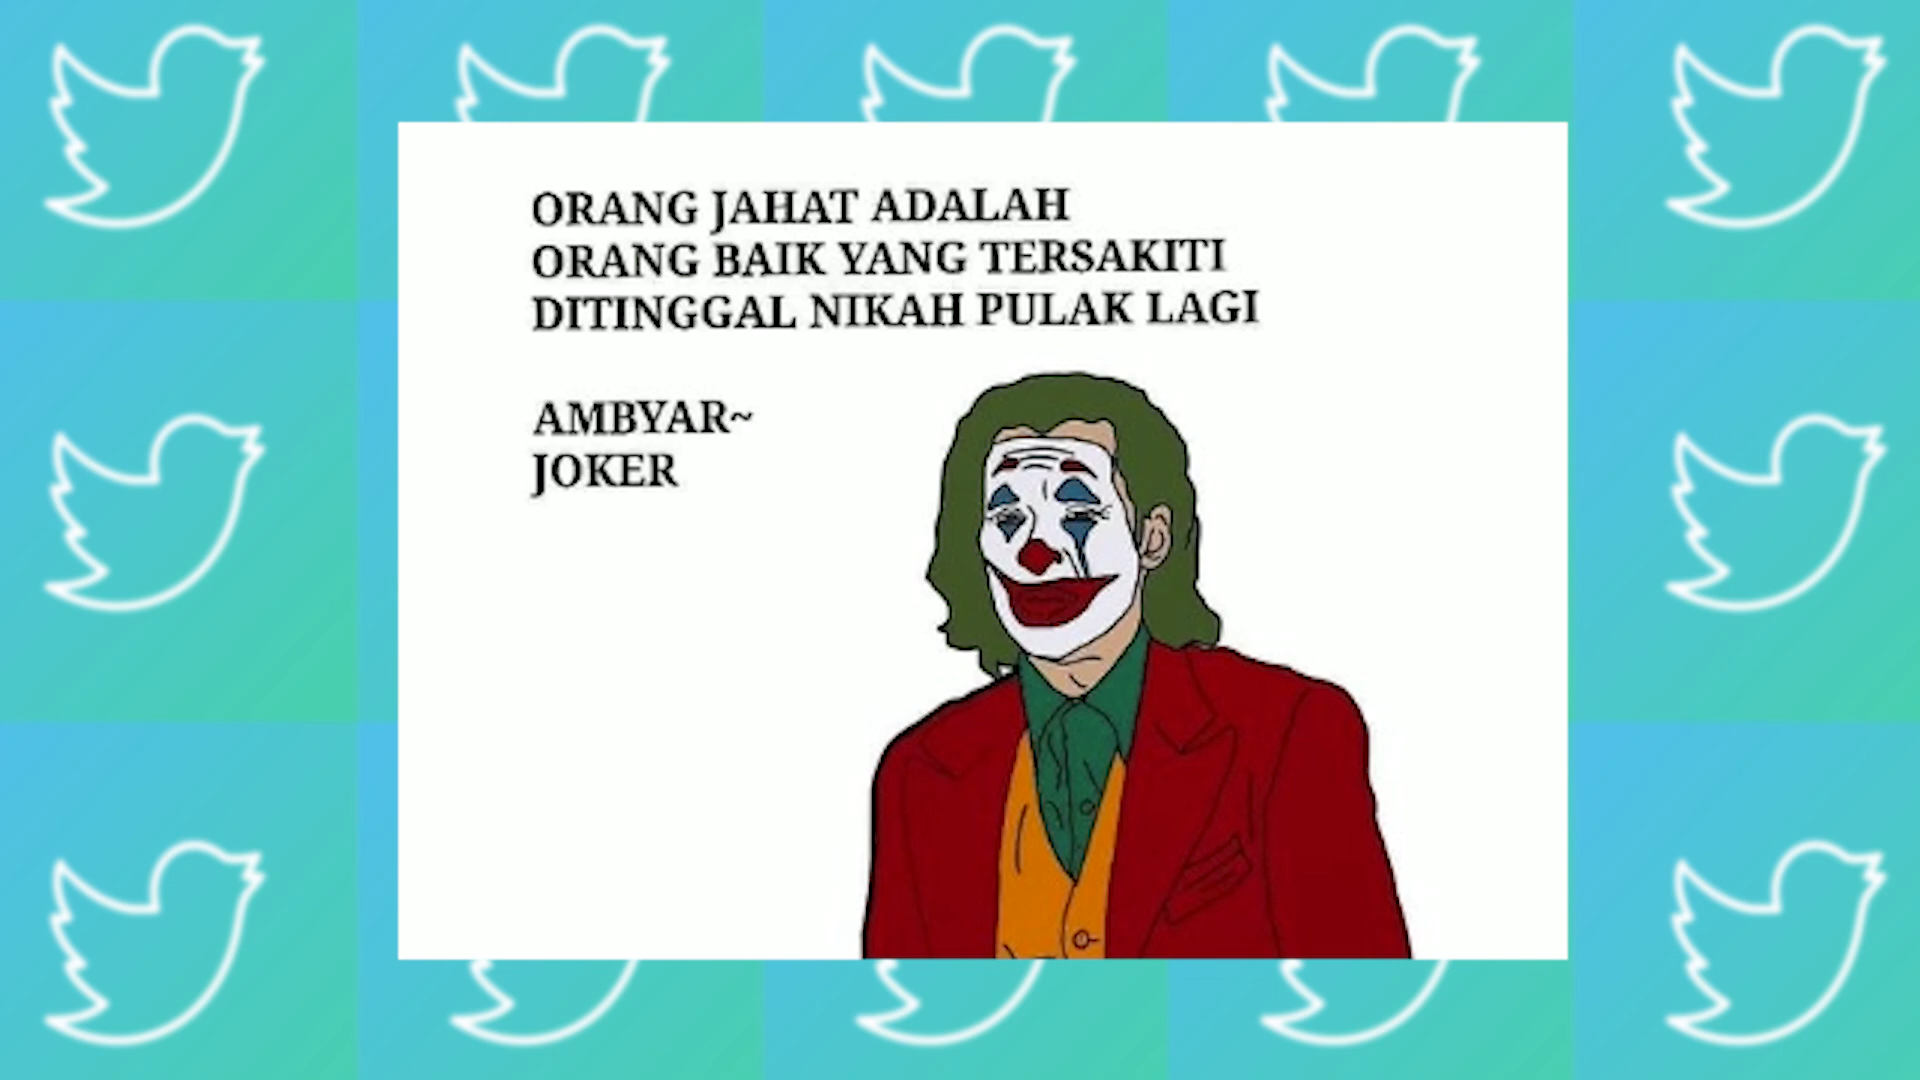 ORANG JAHAT ADALAH
ORANG BAIK YANG TERSAKITI
DITINGGAL NIKAH PULAK LAGI
AMBYAR~
JOKER